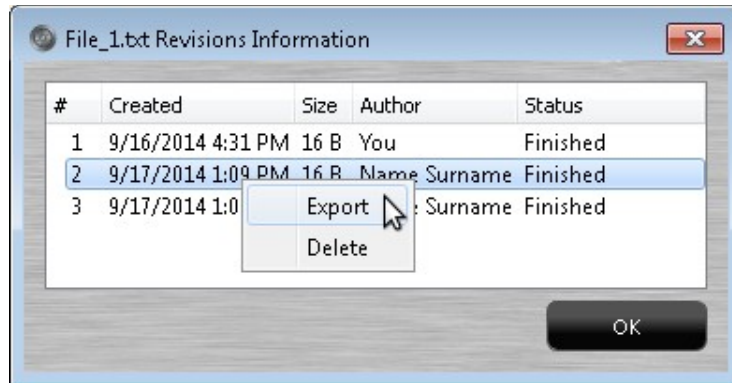 File_1.txt Revisions Information
# Created Size Author Status
1 9/16/2014 4:31 PM 16 B You Finished
2 9/17/2014 1:09 PM 16 B Name Surname Finished
3 9/17/2014 Surname Finished
Export
Delete
OK